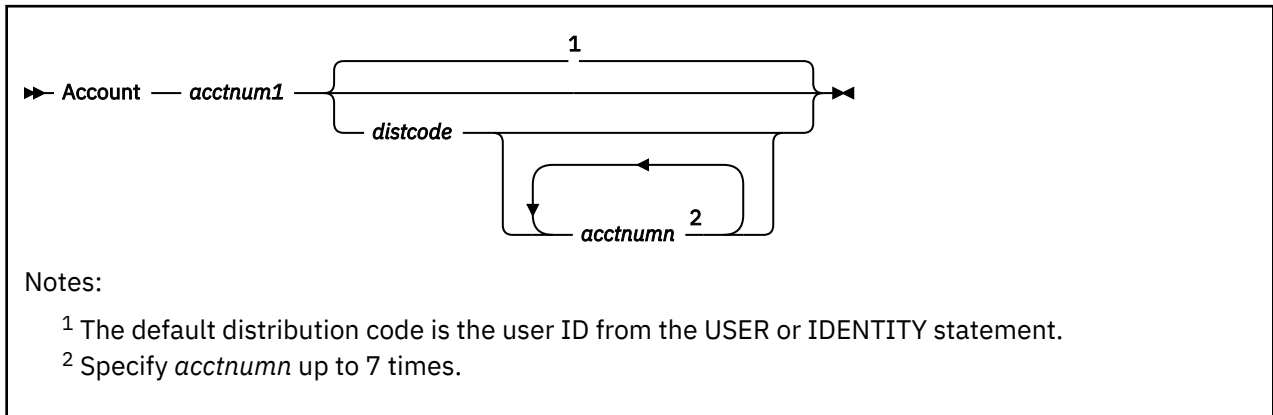 1
Account acctnum1
distcode
acctnumn 2
Notes:
1 The default distribution code is the user ID from the USER or IDENTITY statement.
2 Specify acctnumn up to 7 times.